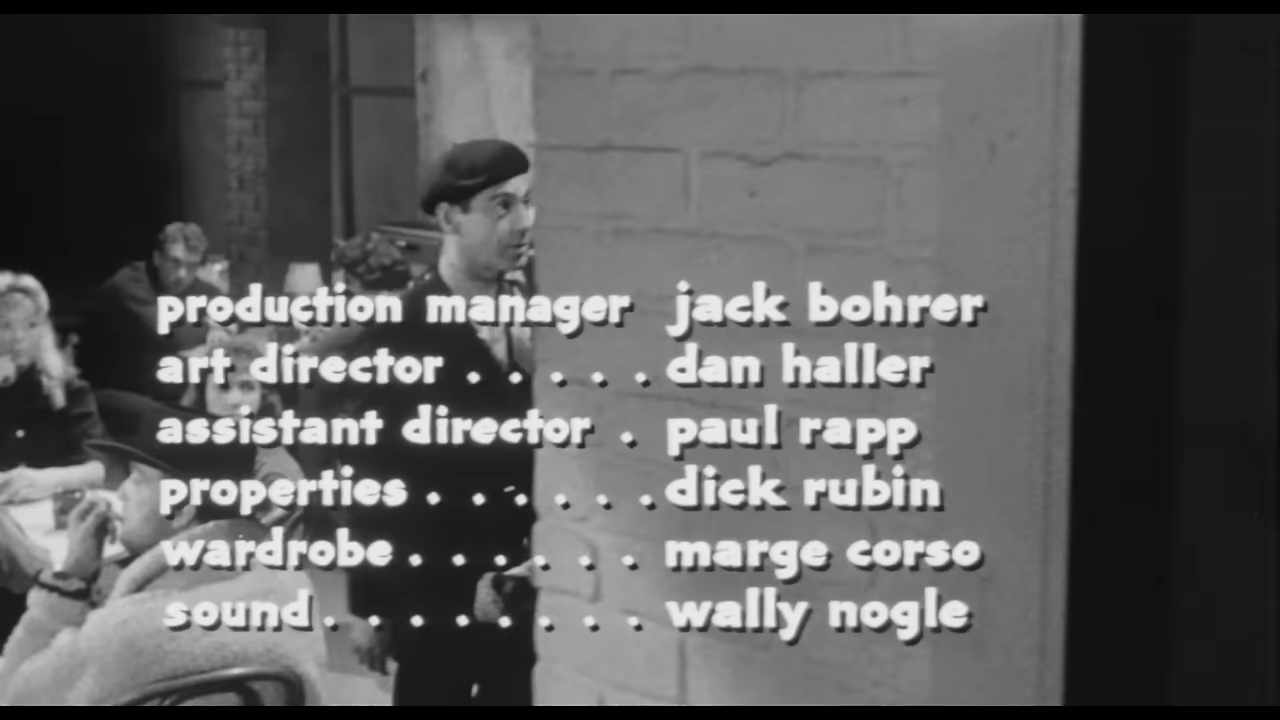 production manager jack bohrer
art director . . . . . dan haller
assistant director . paul rapp
properties . . . . . . dick rubin
wardrobe . . . . . . marge corso
sound . . . . . . . . wally nogle